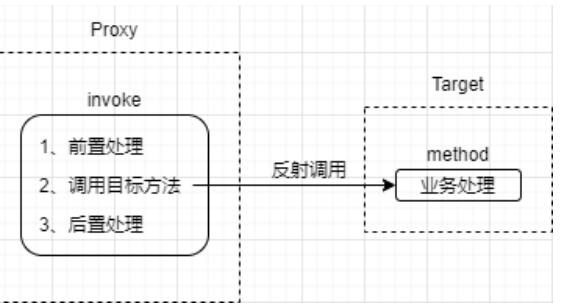 Proxy
invoke
1、前置处理
2、调用目标方法
3、后置处理
反射调用
Target
method
业务处理